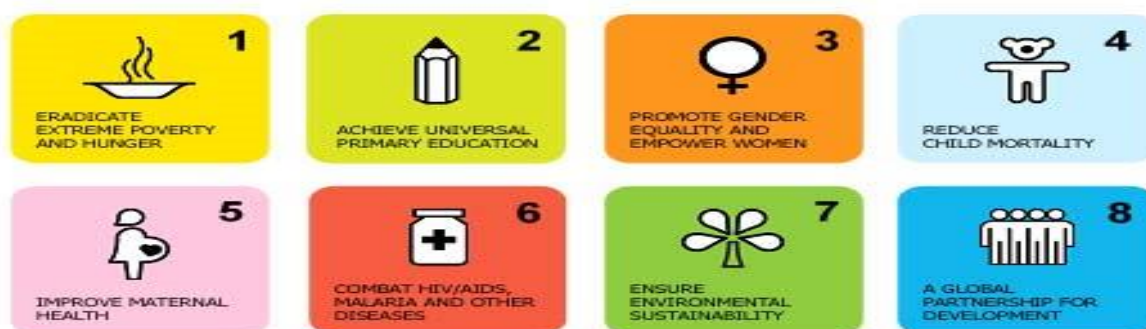 1
ERADICATE
EXTREME POVERTY
AND HUNGER
2
ACHIEVE UNIVERSAL
PRIMARY EDUCATION
3
PROMOTE GENDER
EQUALITY AND
EMPOWER WOMEN
4
REDUCE
CHILD MORTALITY
5
IMPROVE MATERNAL
HEALTH
6
COMBAT HIV/AIDS,
MALARIA AND OTHER
DISEASES
7
ENSURE
ENVIRONMENTAL
SUSTAINABILITY
8
A GLOBAL
PARTNERSHIP FOR
DEVELOPMENT